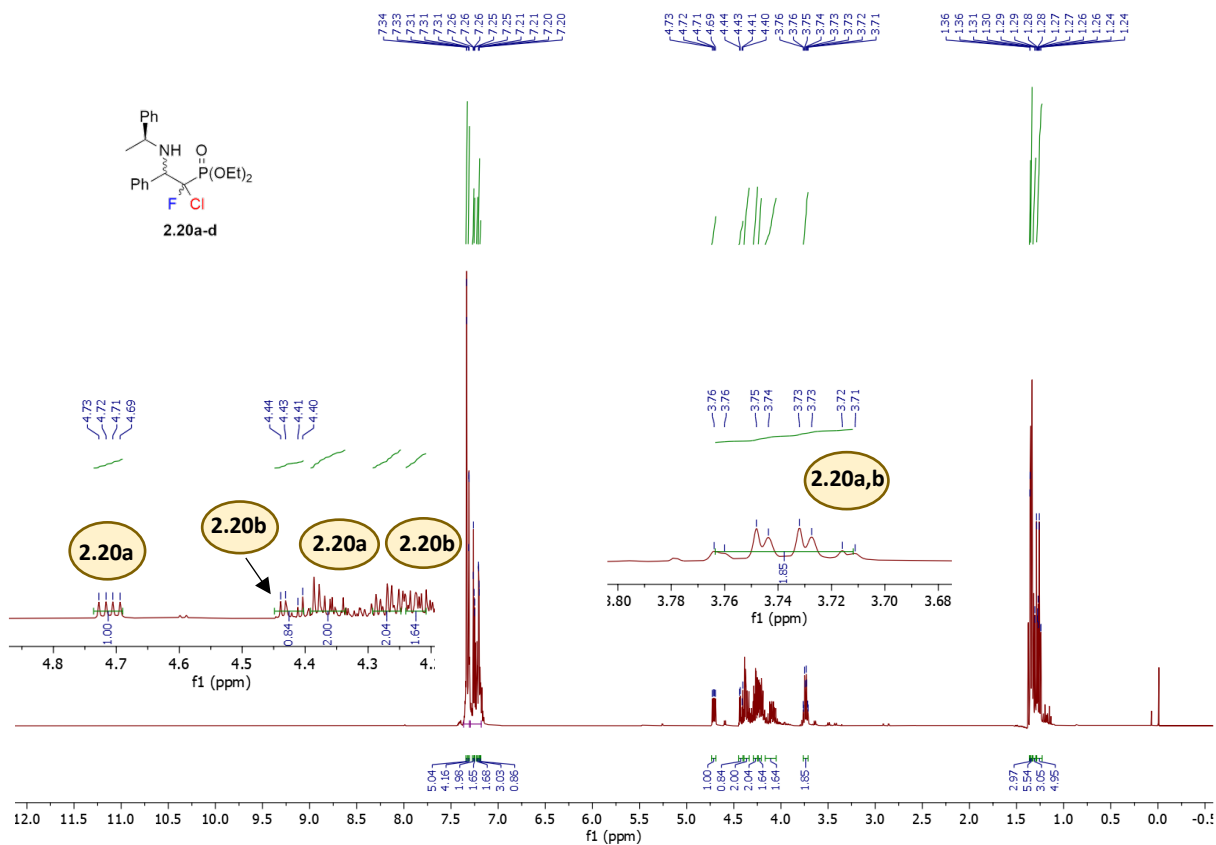 7.34 7.33 7.31 7.31 7.31 7.26 7.26 7.26 7.25 7.25 7.21 7.21 7.20 7.20
4.73 4.72 4.71 4.69 4.44 4.43 4.41 4.40 3.76 3.76 3.75 3.74 3.73 3.73 3.72 3.71
1.36 1.36 1.31 1.30 1.29 1.29 1.28 1.28 1.27 1.27 1.26 1.26 1.24 1.24
Ph
NH
O
P(OEt)2
Ph
F Cl
2.20a-d
4.73 4.72 4.71 4.69
4.44 4.43 4.41 4.40
3.76 3.76 3.75 3.74 3.73 3.73 3.72 3.71
2.20a
2.20b
2.20a
2.20b
2.20a,b
1.00 0.84 2.00 2.04 1.64
4.8 4.7 4.6 4.5 4.4 4.3
f1 (ppm)
1.85
3.80 3.78 3.76 3.74 3.72 3.70 3.68
f1 (ppm)
5.04 4.16 1.98 1.65 1.68 3.03 0.86
1.00 0.84 2.00 2.04 1.64 1.64 1.85
2.97 5.54 3.05 4.95
12.0 11.5 11.0 10.5 10.0 9.5 9.0 8.5 8.0 7.5 7.0 6.5 6.0 5.5 5.0 4.5 4.0 3.5 3.0 2.5 2.0 1.5 1.0 0.5 0.0
f1 (ppm)